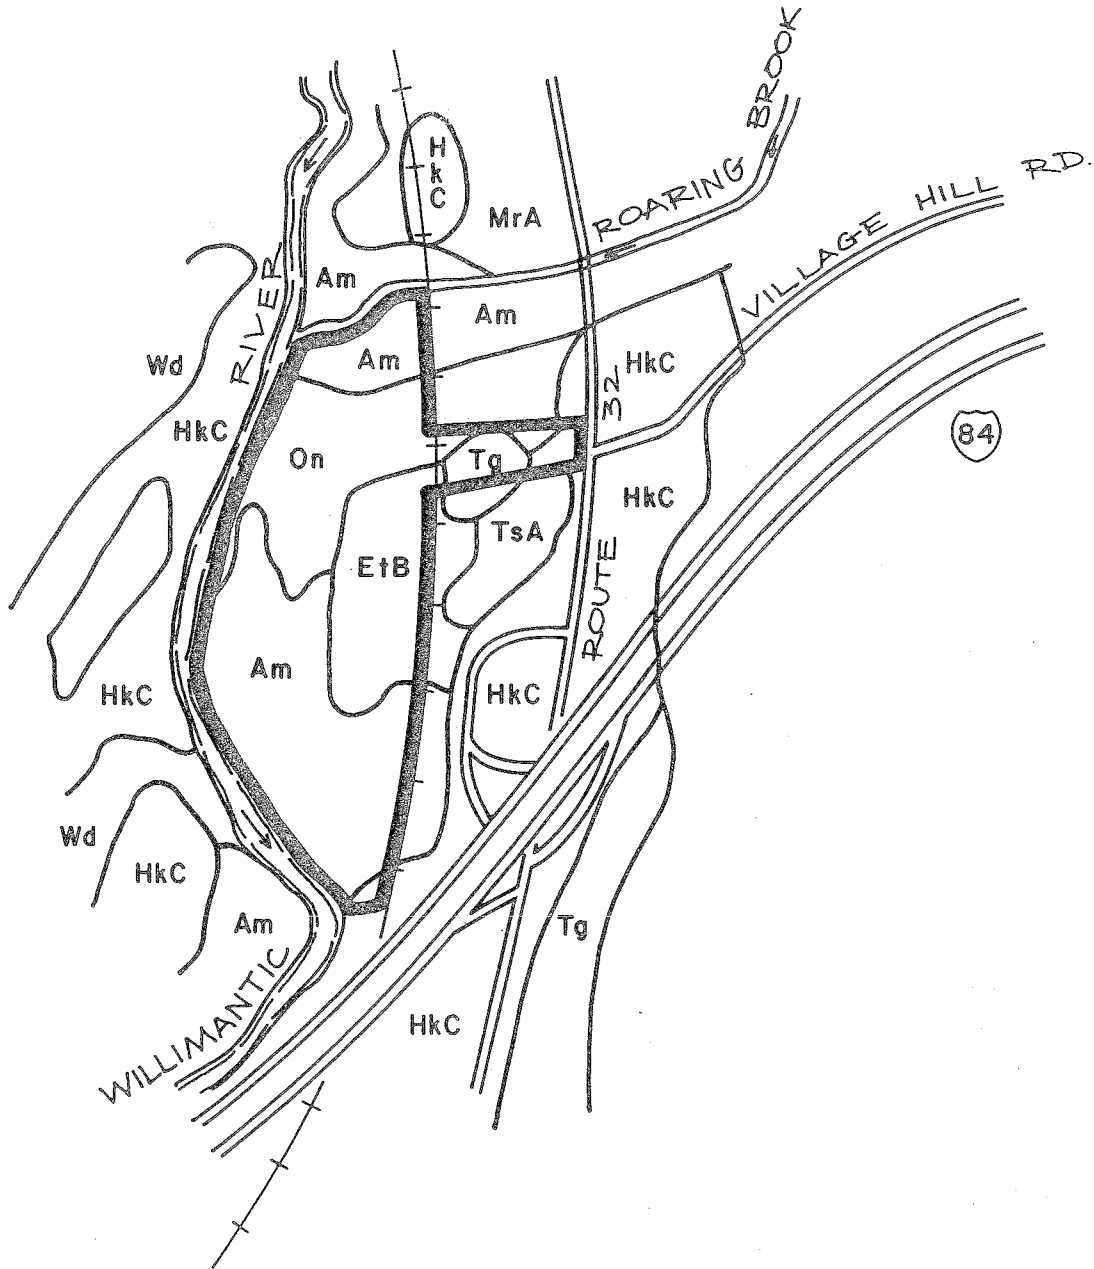 BROOK
H
k
C
ROARING
VILLAGE HILL RD.
MrA
Am
Am
RIVER
Wd
Am
HkC
32
HkC
84
On
Tg
HkC
TsA
EtB
ROUTE
Am
HkC
HkC
Wd
HkC
Am
Tg
WILLIMANTIC
HkC